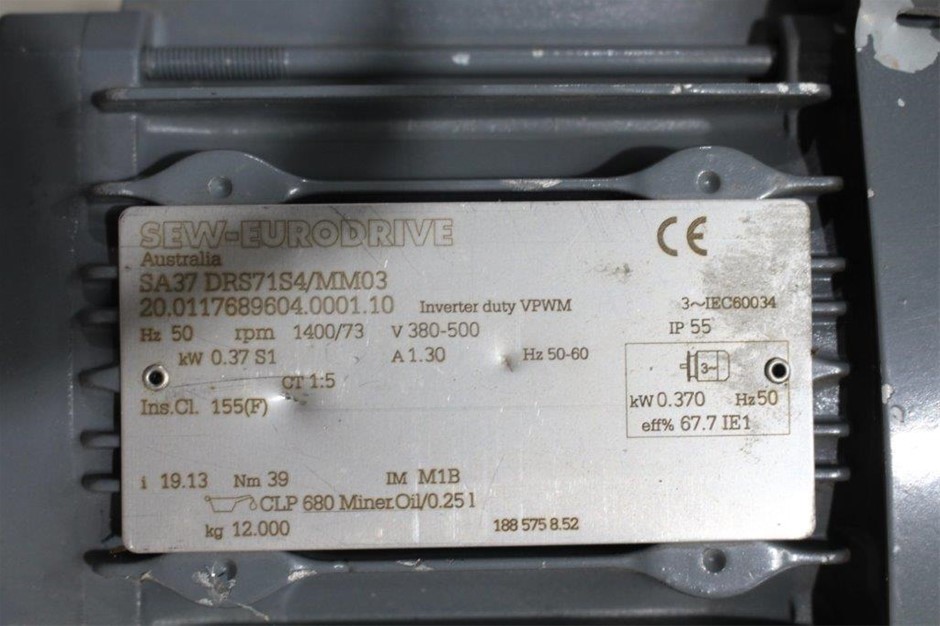 SEW-EURODRIVE
Australia
SA37 DRS71S4/MM03
20.0117689604.0001.10 Inverter duty VPWM 3~IEC60034
Hz 50 rpm 1400/73 V 380-500 IP 55
kW 0.37 S1 A 1.30 Hz 50-60
3~
CT 1:5
kW 0.370 Hz 50
Ins.Cl. 155(F)
eff% 67.7 IE1
i 19.13 Nm 39 IM M1B
CLP 680 Miner.Oil/0.25 l
kg 12.000 188 575 8.52
CE